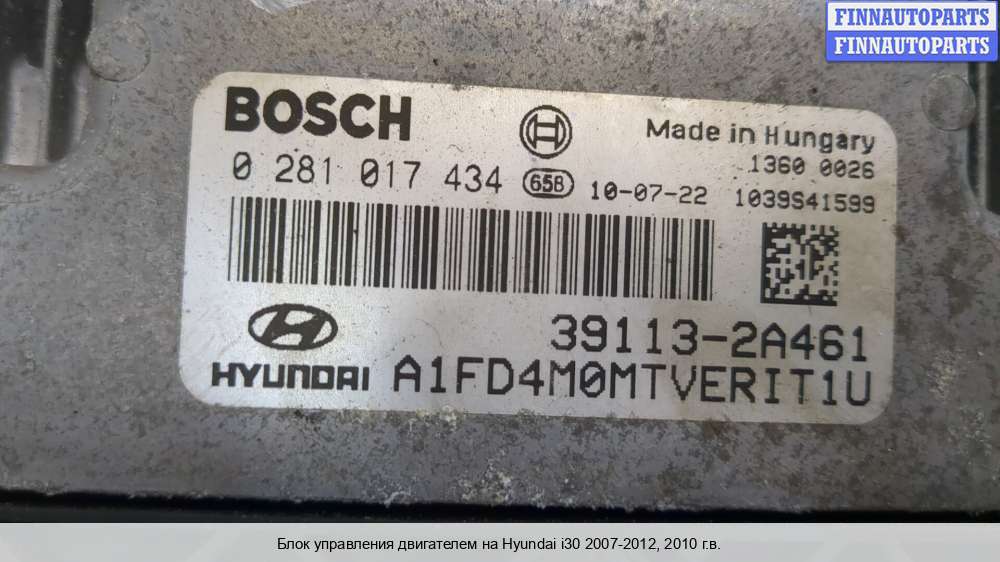 FINNAUTOPARTS
FINNAUTOPARTS
BOSCH
Made in Hungary
1360 0026
0 281 017 434 658 10-07-22 1039S41599
39113-2A461
HYUNDAI A1FD4M0MTVERIT1U
Блок управления двигателем на Hyundai i30 2007-2012, 2010 г.в.